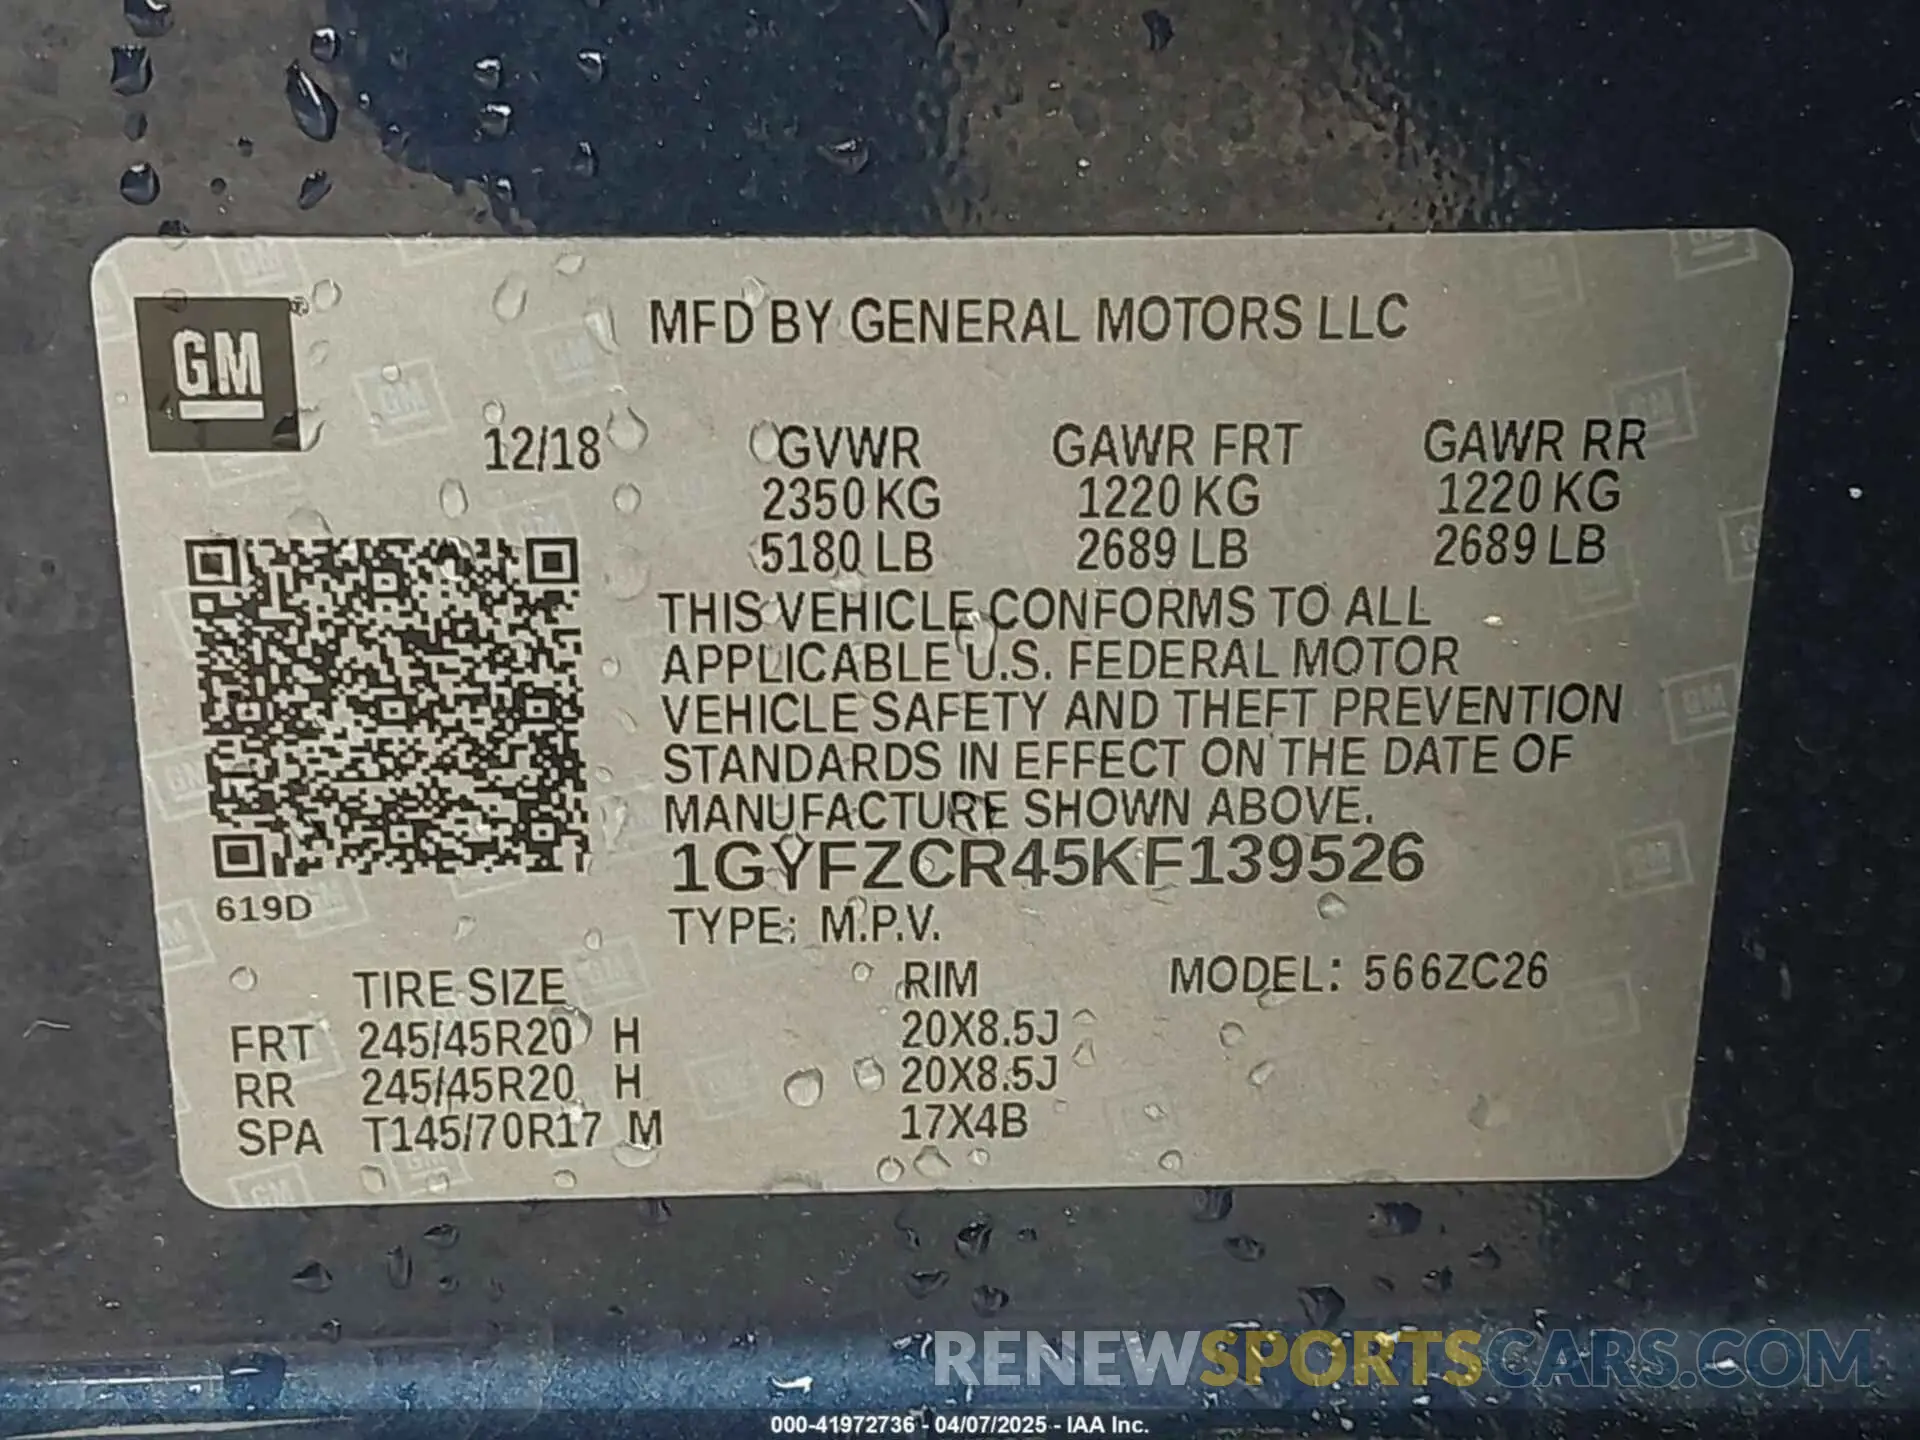 GM
MFD BY GENERAL MOTORS LLC
12/18 GVWR GAWR FRT GAWR RR
2350 KG 1220 KG 1220 KG
5180 LB 2689 LB 2689 LB
THIS VEHICLE CONFORMS TO ALL
APPLICABLE U.S. FEDERAL MOTOR
VEHICLE SAFETY AND THEFT PREVENTION
STANDARDS IN EFFECT ON THE DATE OF
MANUFACTURE SHOWN ABOVE.
1GYFZCR45KF139526
619D
TYPE: M.P.V.
TIRE SIZE RIM MODEL: 566ZC26
FRT 245/45R20 H 20X8.5J
RR 245/45R20 H 20X8.5J
SPA T145/70R17 M 17X4B
RENEWSPORTSCARS.COM
000-41972736 - 04/07/2025 - IAA Inc.